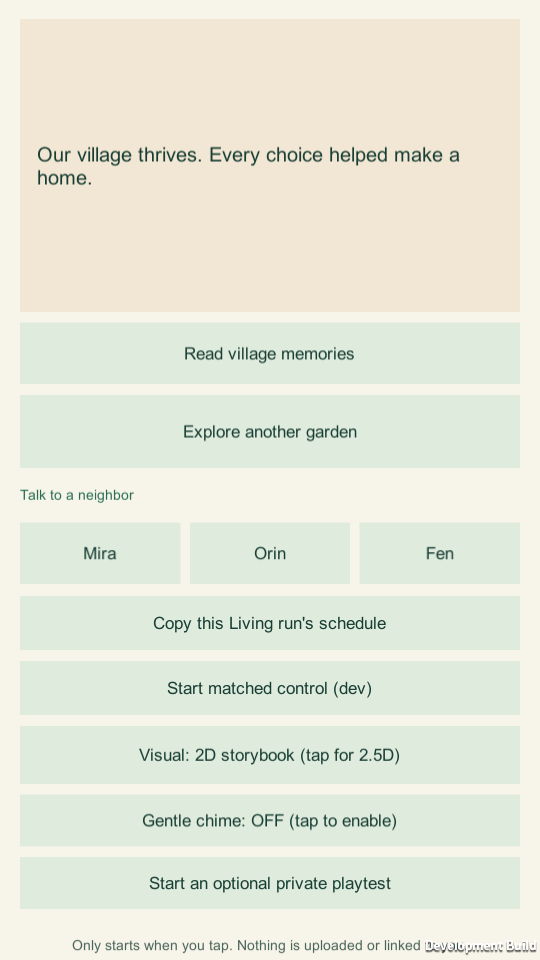 Our village thrives. Every choice helped make a
home.
Read village memories
Explore another garden
Talk to a neighbor
Mira
Orin
Fen
Copy this Living run's schedule
Start matched control (dev)
Visual: 2D storybook (tap for 2.5D)
Gentle chime: OFF (tap to enable)
Start an optional private playtest
Only starts when you tap. Nothing is uploaded or linked
Development Build